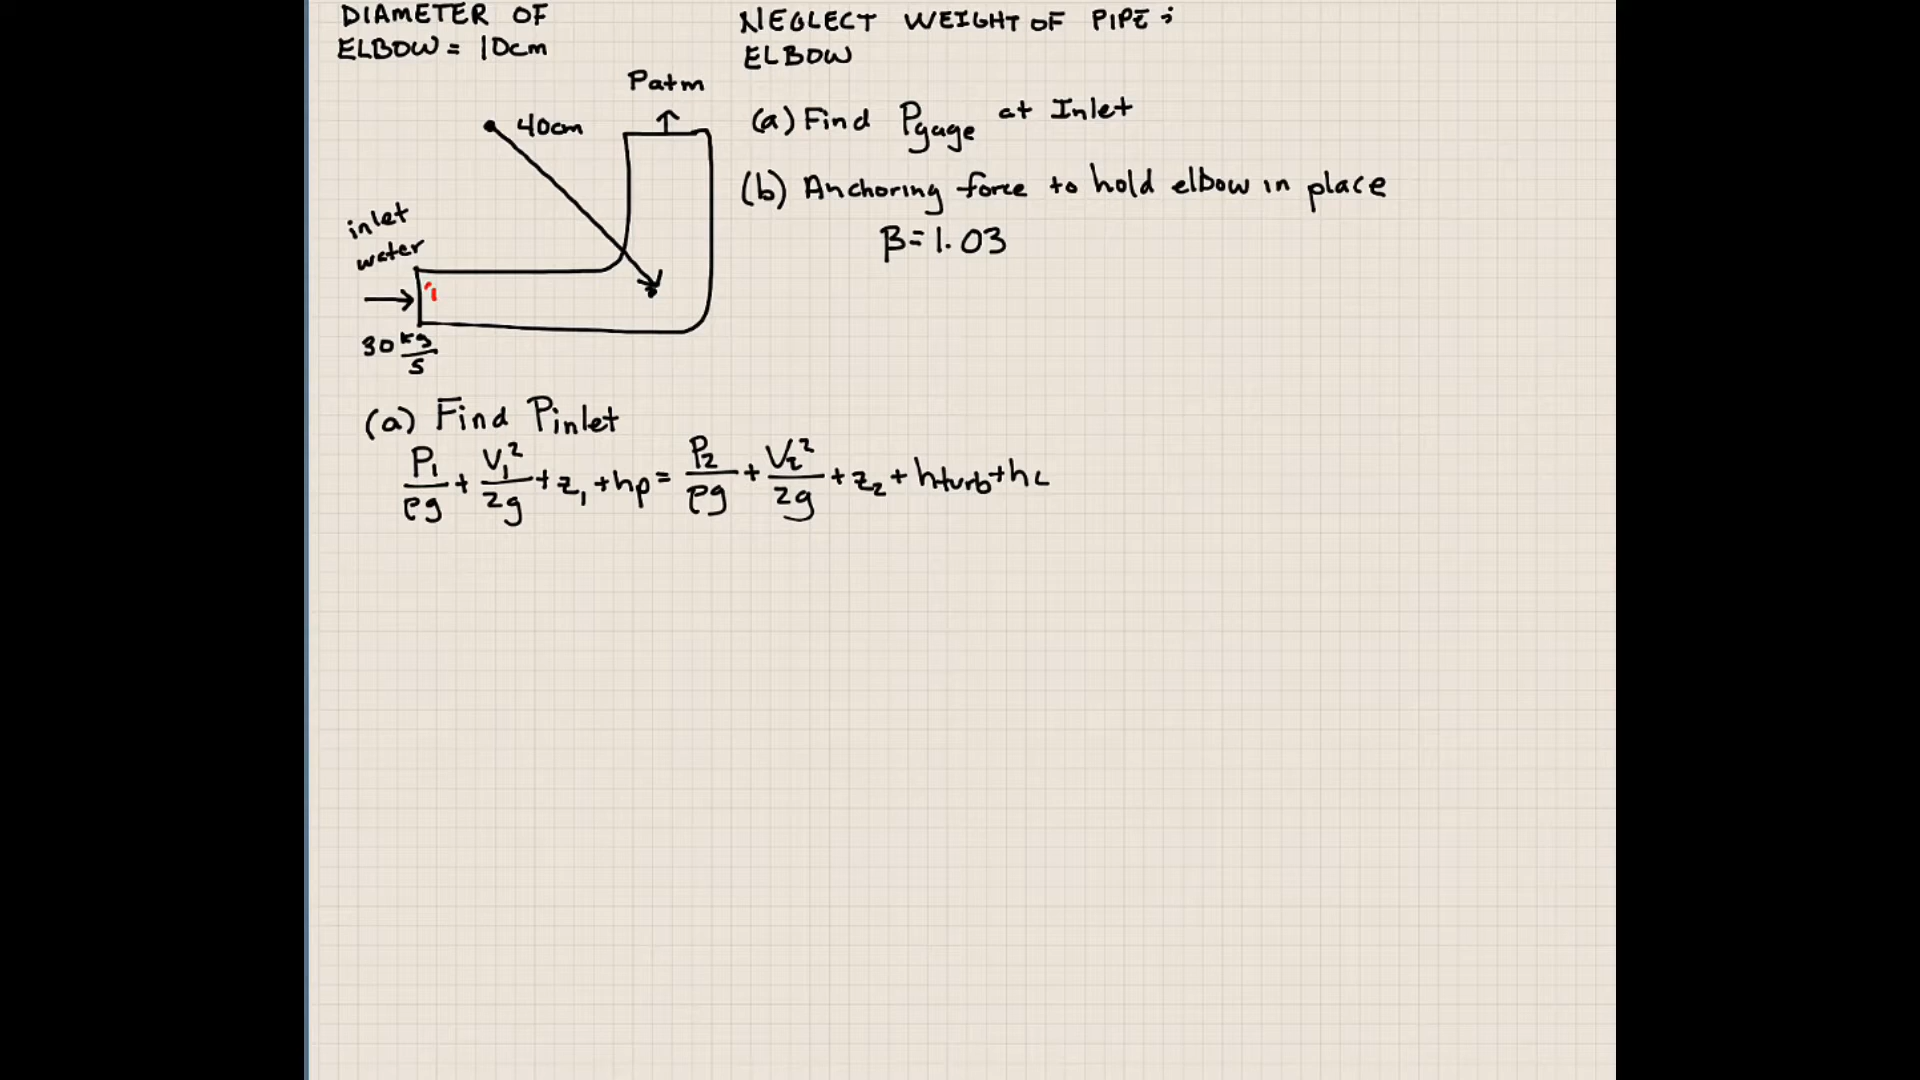 DIAMETER OF
ELBOW = 10cm
NEGLECT WEIGHT OF PIPE ;
ELBOW
Patm
40cm
(a) Find Pgage at Inlet
(b) Anchoring force to hold elbow in place
β = 1.03
inlet
water
30 kg/s
(a) Find Pinlet
P₁/ρg + V₁²/2g + z₁ + hp = P₂/ρg + V₂²/2g + z₂ + hturb + hL